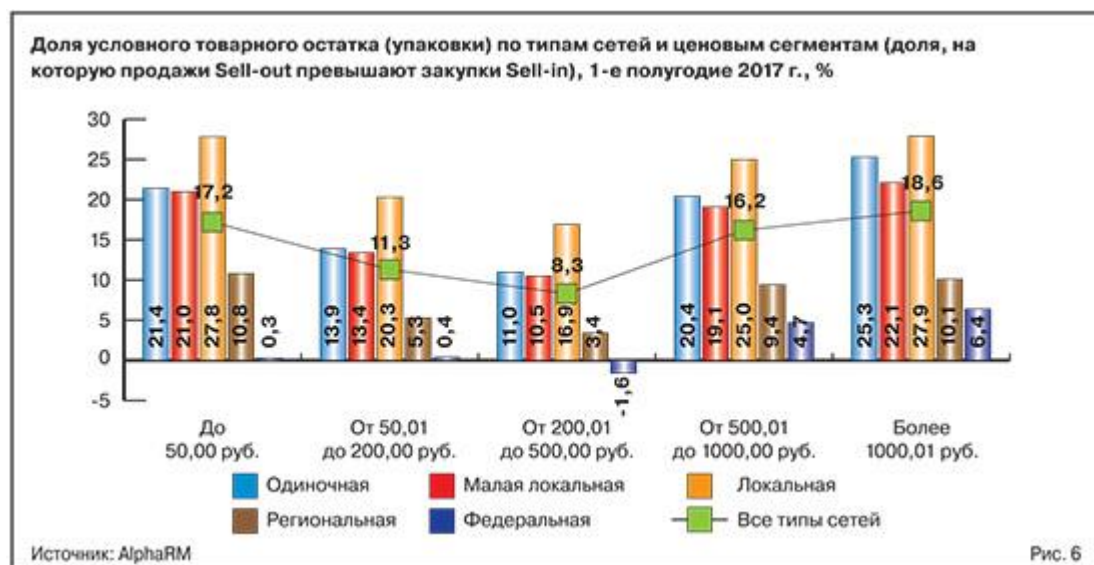 Доля условного товарного остатка (упаковки) по типам сетей и ценовым сегментам (доля, на
которую продажи Sell-out превышают закупки Sell-in), 1-е полугодие 2017 г., %
30
25
20
15
10
5
0
-5
21,4 21,0 27,8 10,8 0,3
17,2
13,9 13,4 20,3 5,3 0,4
11,3
11,0 10,5 16,9 3,4 -1,6
8,3
20,4 19,1 25,0 9,4 4,7
16,2
25,3 22,1 27,9 10,1 6,4
18,6
До
50,00 руб.
От 50,01
до 200,00 руб.
От 200,01
до 500,00 руб.
От 500,01
до 1000,00 руб.
Более
1000,01 руб.
Одиночная Малая локальная Локальная
Региональная Федеральная Все типы сетей
Источник: AlphaRM Рис. 6